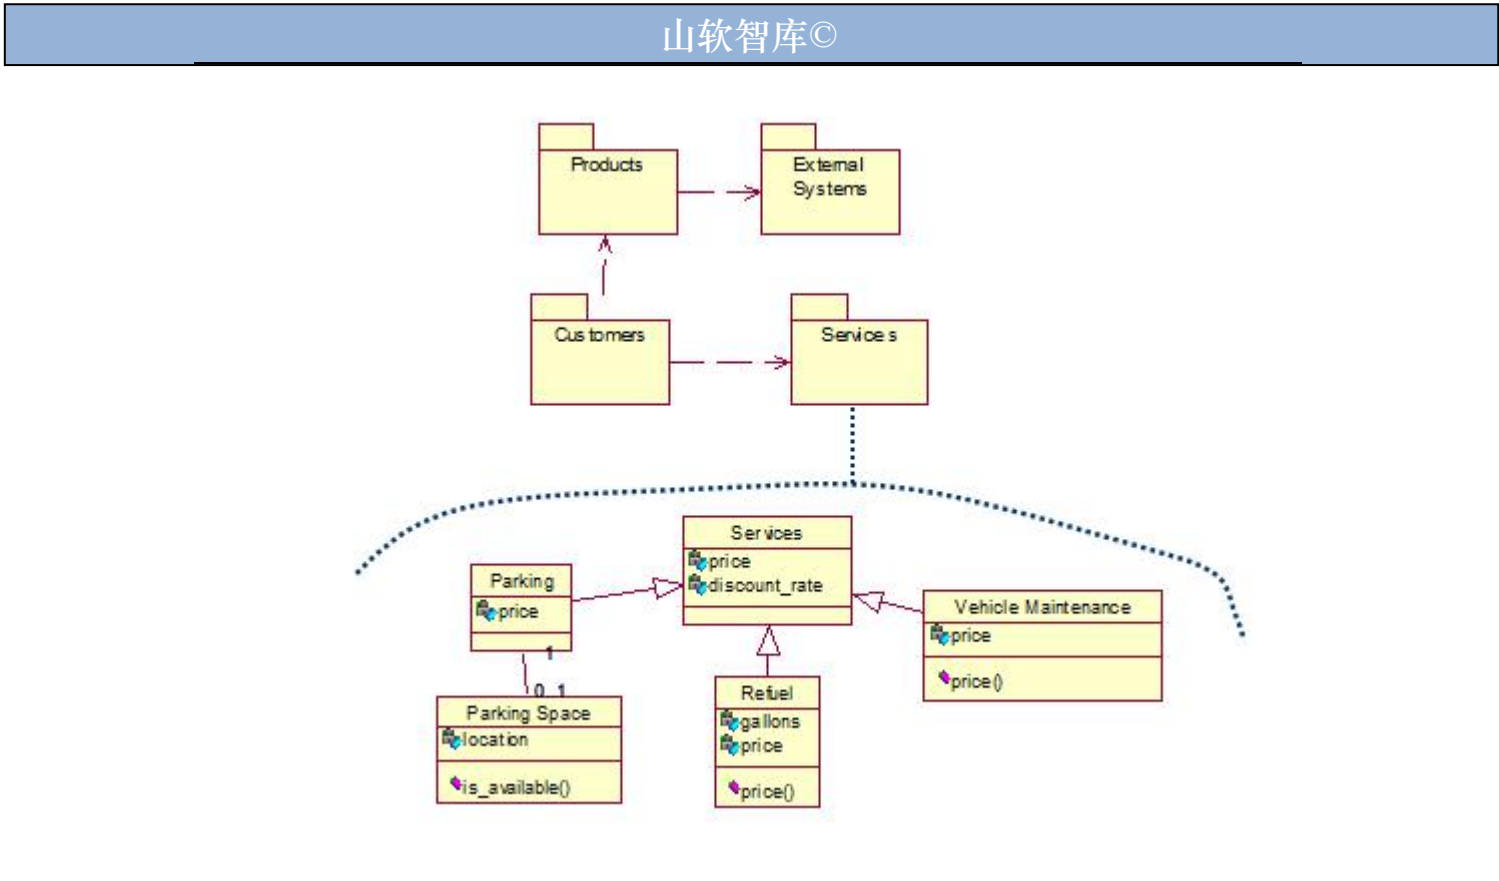 山软智库©
Products
External
Systems
Customers
Services
Services
price
discount_rate
Parking
price
1
0 1
Parking Space
location
is_available()
Refuel
gallons
price
price()
Vehicle Maintenance
price
price()